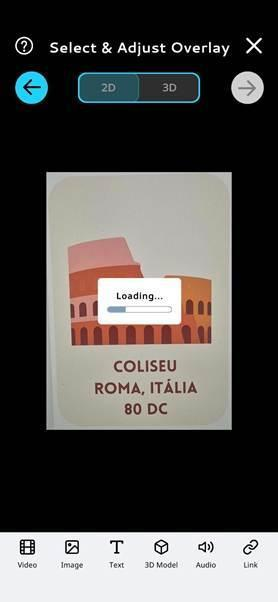 Select & Adjust Overlay
2D
3D
Loading...
COLISEU
ROMA, ITÁLIA
80 DC
Video
Image
Text
3D Model
Audio
Link